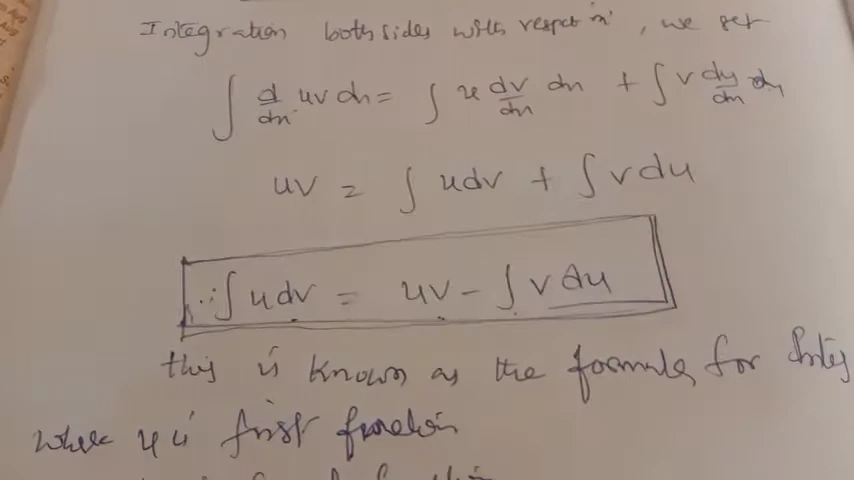 Integration both sides with respect 'x', we get
∫ d/dx uv dx = ∫ u dv/dx dx + ∫ v du/dx dx
uv = ∫ udv + ∫ vdu
∴ ∫ udv = uv - ∫ v du
this is known as the formula for
where u is first function